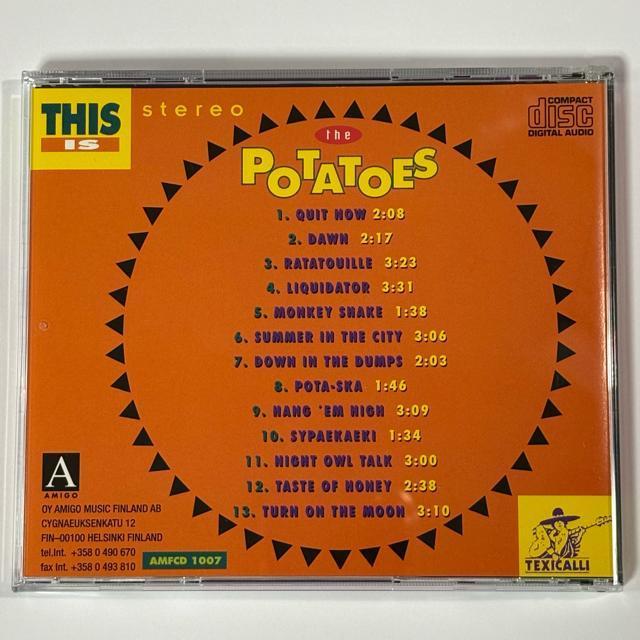 THIS
IS
stereo
COMPACT
disc
DIGITAL AUDIO
the
POTATOES
1. QUIT NOW 2:08
2. DAWN 2:17
3. RATATOUILLE 3:23
4. LIQUIDATOR 3:31
5. MONKEY SHAKE 1:38
6. SUMMER IN THE CITY 3:06
7. DOWN IN THE DUMPS 2:03
8. POTA-SKA 1:46
9. HANG 'EM HIGH 3:09
10. SYPAEKAEKI 1:34
11. NIGHT OWL TALK 3:00
12. TASTE OF HONEY 2:38
13. TURN ON THE MOON 3:10
A
AMIGO
OY AMIGO MUSIC FINLAND AB
CYGNAEUKSENKATU 12
FIN–00100 HELSINKI FINLAND
tel.Int. +358 0 490 670
fax Int. +358 0 493 810
AMFCD 1007
TEXICALLI